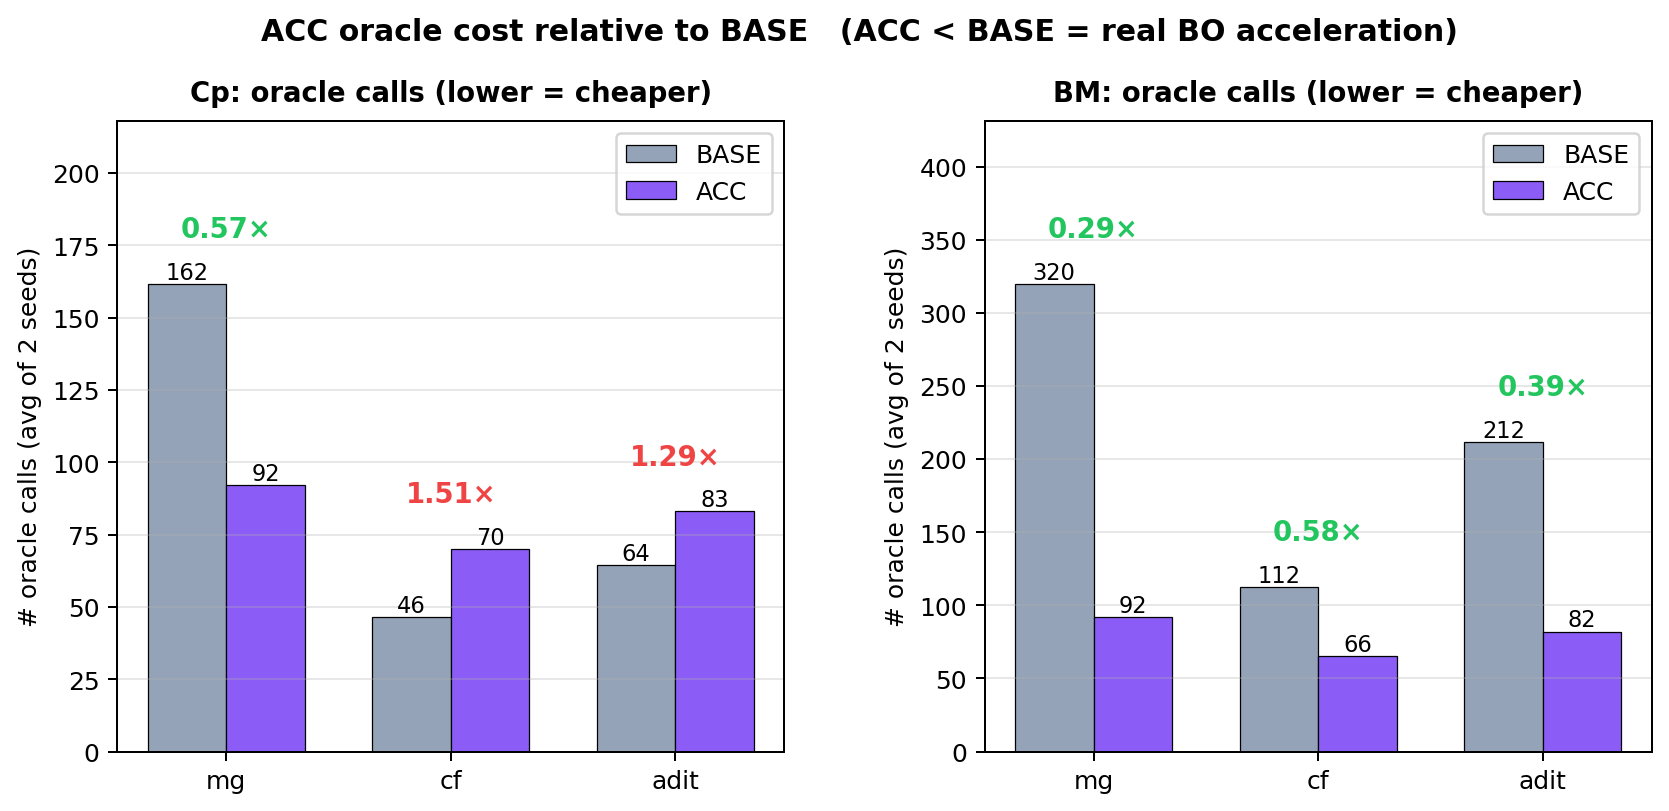 ACC oracle cost relative to BASE   (ACC < BASE = real BO acceleration)
Cp: oracle calls (lower = cheaper)
# oracle calls (avg of 2 seeds)
200
175
150
125
100
75
50
25
0
BASE
ACC
0.57×
162
92
1.51×
46
70
1.29×
64
83
mg
cf
adit
BM: oracle calls (lower = cheaper)
# oracle calls (avg of 2 seeds)
400
350
300
250
200
150
100
50
0
BASE
ACC
0.29×
320
92
0.58×
112
66
0.39×
212
82
mg
cf
adit